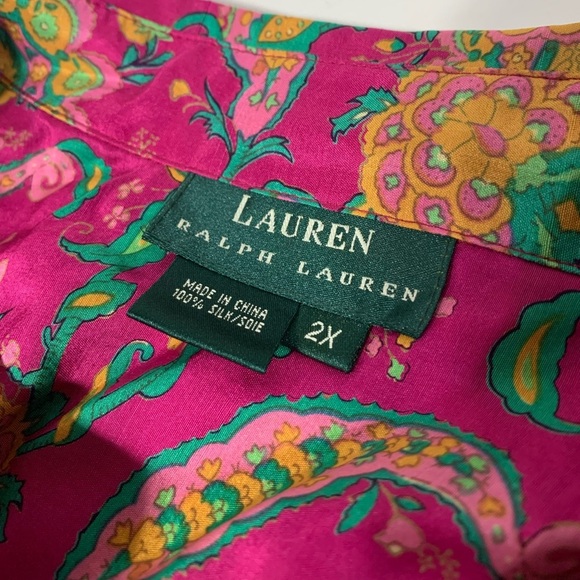 LAUREN
RALPH LAUREN
MADE IN CHINA
100% SILK/SOIE
2X